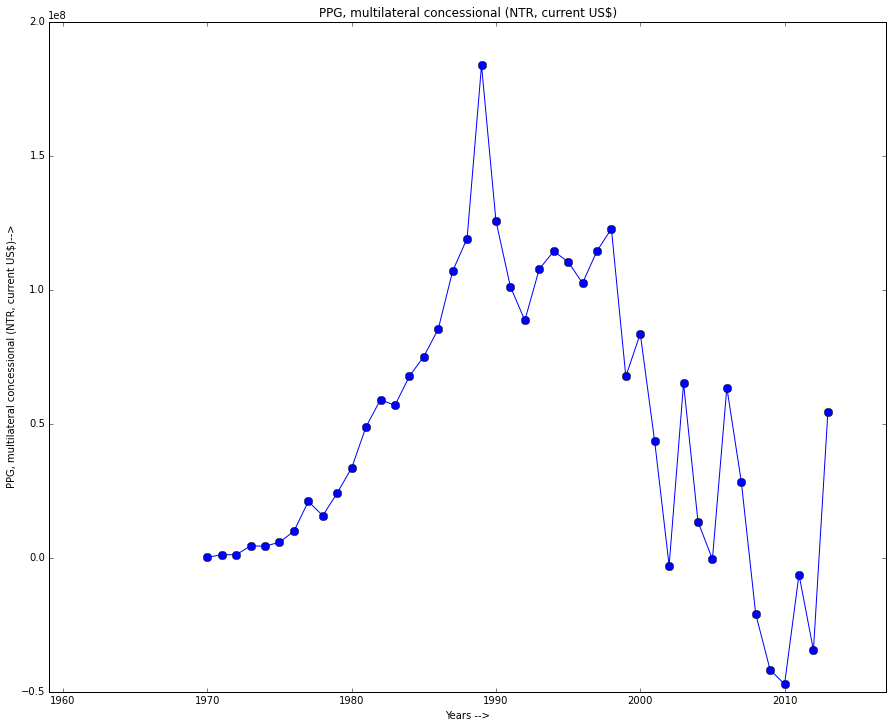 PPG, multilateral concessional (NTR, current US$)
1e8
2.0
1.5
1.0
0.5
0.0
−0.5
PPG, multilateral concessional (NTR, current US$)-->
1960 1970 1980 1990 2000 2010
Years -->